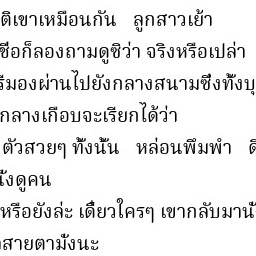 ติเขาเหมือนกัน ลูกสาวเย้า
ชื่อก็ลองถามดูซิว่า จริงหรือเปล่า
รีมองผ่านไปยังกลางสนามซึ่งทั้งบุ
กลางเกือบจะเรียกได้ว่า
ตัวสวยๆ ทั้งนั้น หล่อนพึมพำ
นั่งดูคน
หรือยังล่ะ เดี๋ยวใครๆ เขากลับมานั่
สายตามั่งนะ